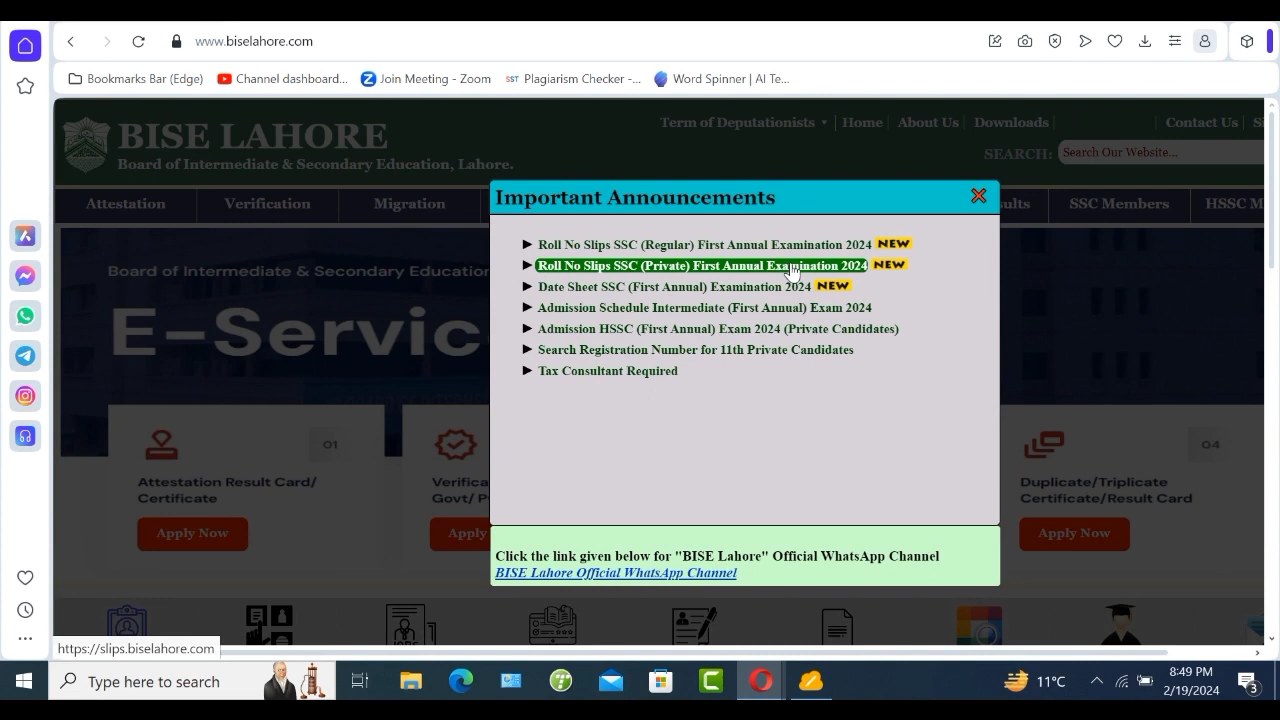 www.biselahore.com
Bookmarks Bar (Edge)
Channel dashboard...
Join Meeting - Zoom
SST
Plagiarism Checker -...
Word Spinner | AI Te...
BISE LAHORE
Board of Intermediate & Secondary Education, Lahore.
Term of Deputationists
Home
About Us
Downloads
Contact Us
SEARCH:
Search Our Website...
Attestation
Verification
Migration
SSC Members
HSSC M
Important Announcements
Roll No Slips SSC (Regular) First Annual Examination 2024 NEW
Roll No Slips SSC (Private) First Annual Examination 2024 NEW
Date Sheet SSC (First Annual) Examination 2024 NEW
Admission Schedule Intermediate (First Annual) Exam 2024
Admission HSSC (First Annual) Exam 2024 (Private Candidates)
Search Registration Number for 11th Private Candidates
Tax Consultant Required
Click the link given below for "BISE Lahore" Official WhatsApp Channel
BISE Lahore Official WhatsApp Channel
Board of Intermediate & Secondary Educatio
E-Servic
01
Attestation Result Card/
Certificate
Apply Now
Verifica
Govt/ P
Apply
04
Duplicate/Triplicate
Certificate/Result Card
Apply Now
https://slips.biselahore.com
Type here to search
11°C
8:49 PM
2/19/2024
3